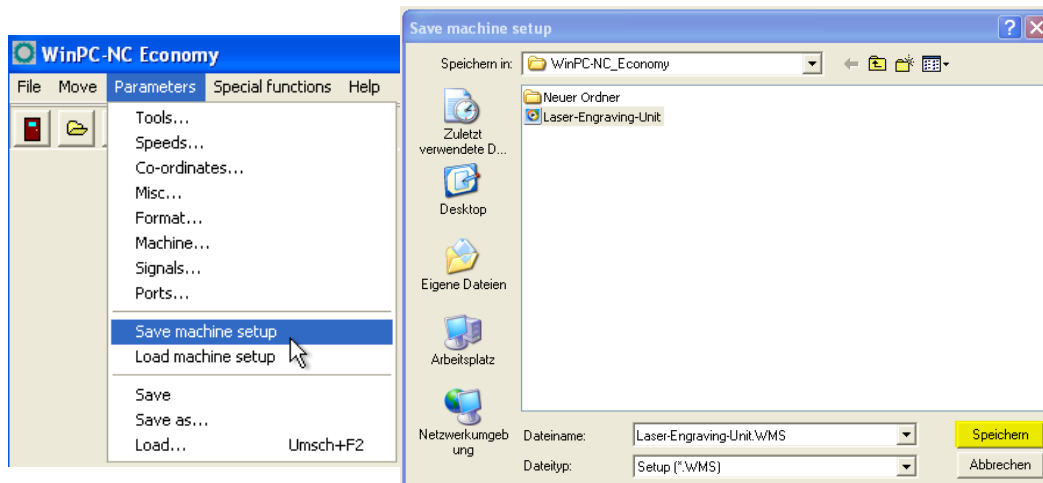 WinPC-NC Economy
File Move Parameters Special functions Help
Tools...
Speeds...
Co-ordinates...
Misc...
Format...
Machine...
Signals...
Ports...
Save machine setup
Load machine setup
Save
Save as...
Load... Umsch+F2
Save machine setup
Speichern in: WinPC-NC_Economy
Neuer Ordner
Laser-Engraving-Unit
Zuletzt
verwendete D...
Desktop
Eigene Dateien
Arbeitsplatz
Netzwerkumgeb
ung
Dateiname: Laser-Engraving-Unit.WMS Speichern
Dateityp: Setup (*.WMS) Abbrechen